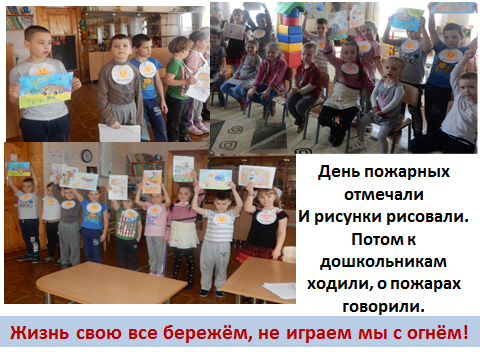 День пожарных
отмечали
И рисунки рисовали.
Потом к
дошкольникам
ходили, о пожарах
говорили.
Жизнь свою все бережём, не играем мы с огнём!